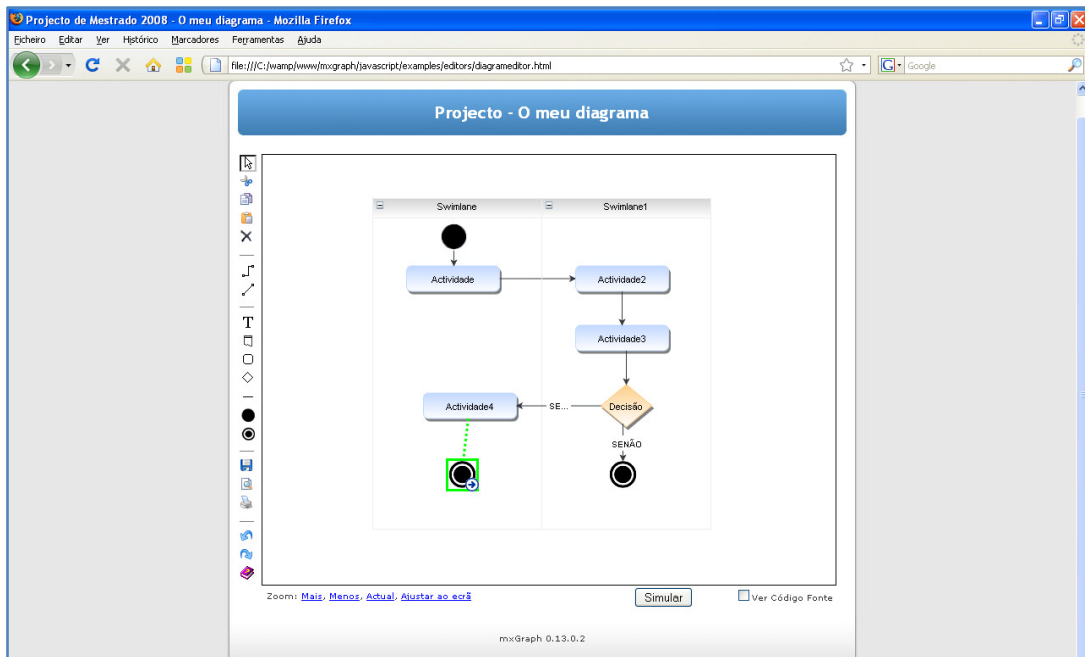 Projecto de Mestrado 2008 - O meu diagrama - Mozilla Firefox
Ficheiro Editar Ver Histórico Marcadores Ferramentas Ajuda
file:///C:/wamp/www/mxgraph/javascript/examples/editors/diagrameditor.html
G Google
Projecto - O meu diagrama
Swimlane Swimlane1
Actividade Actividade2
Actividade3
Actividade4 SE... Decisão
SENÃO
T
Zoom: Mais, Menos, Actual, Ajustar ao ecrã Simular Ver Código Fonte
mxGraph 0.13.0.2